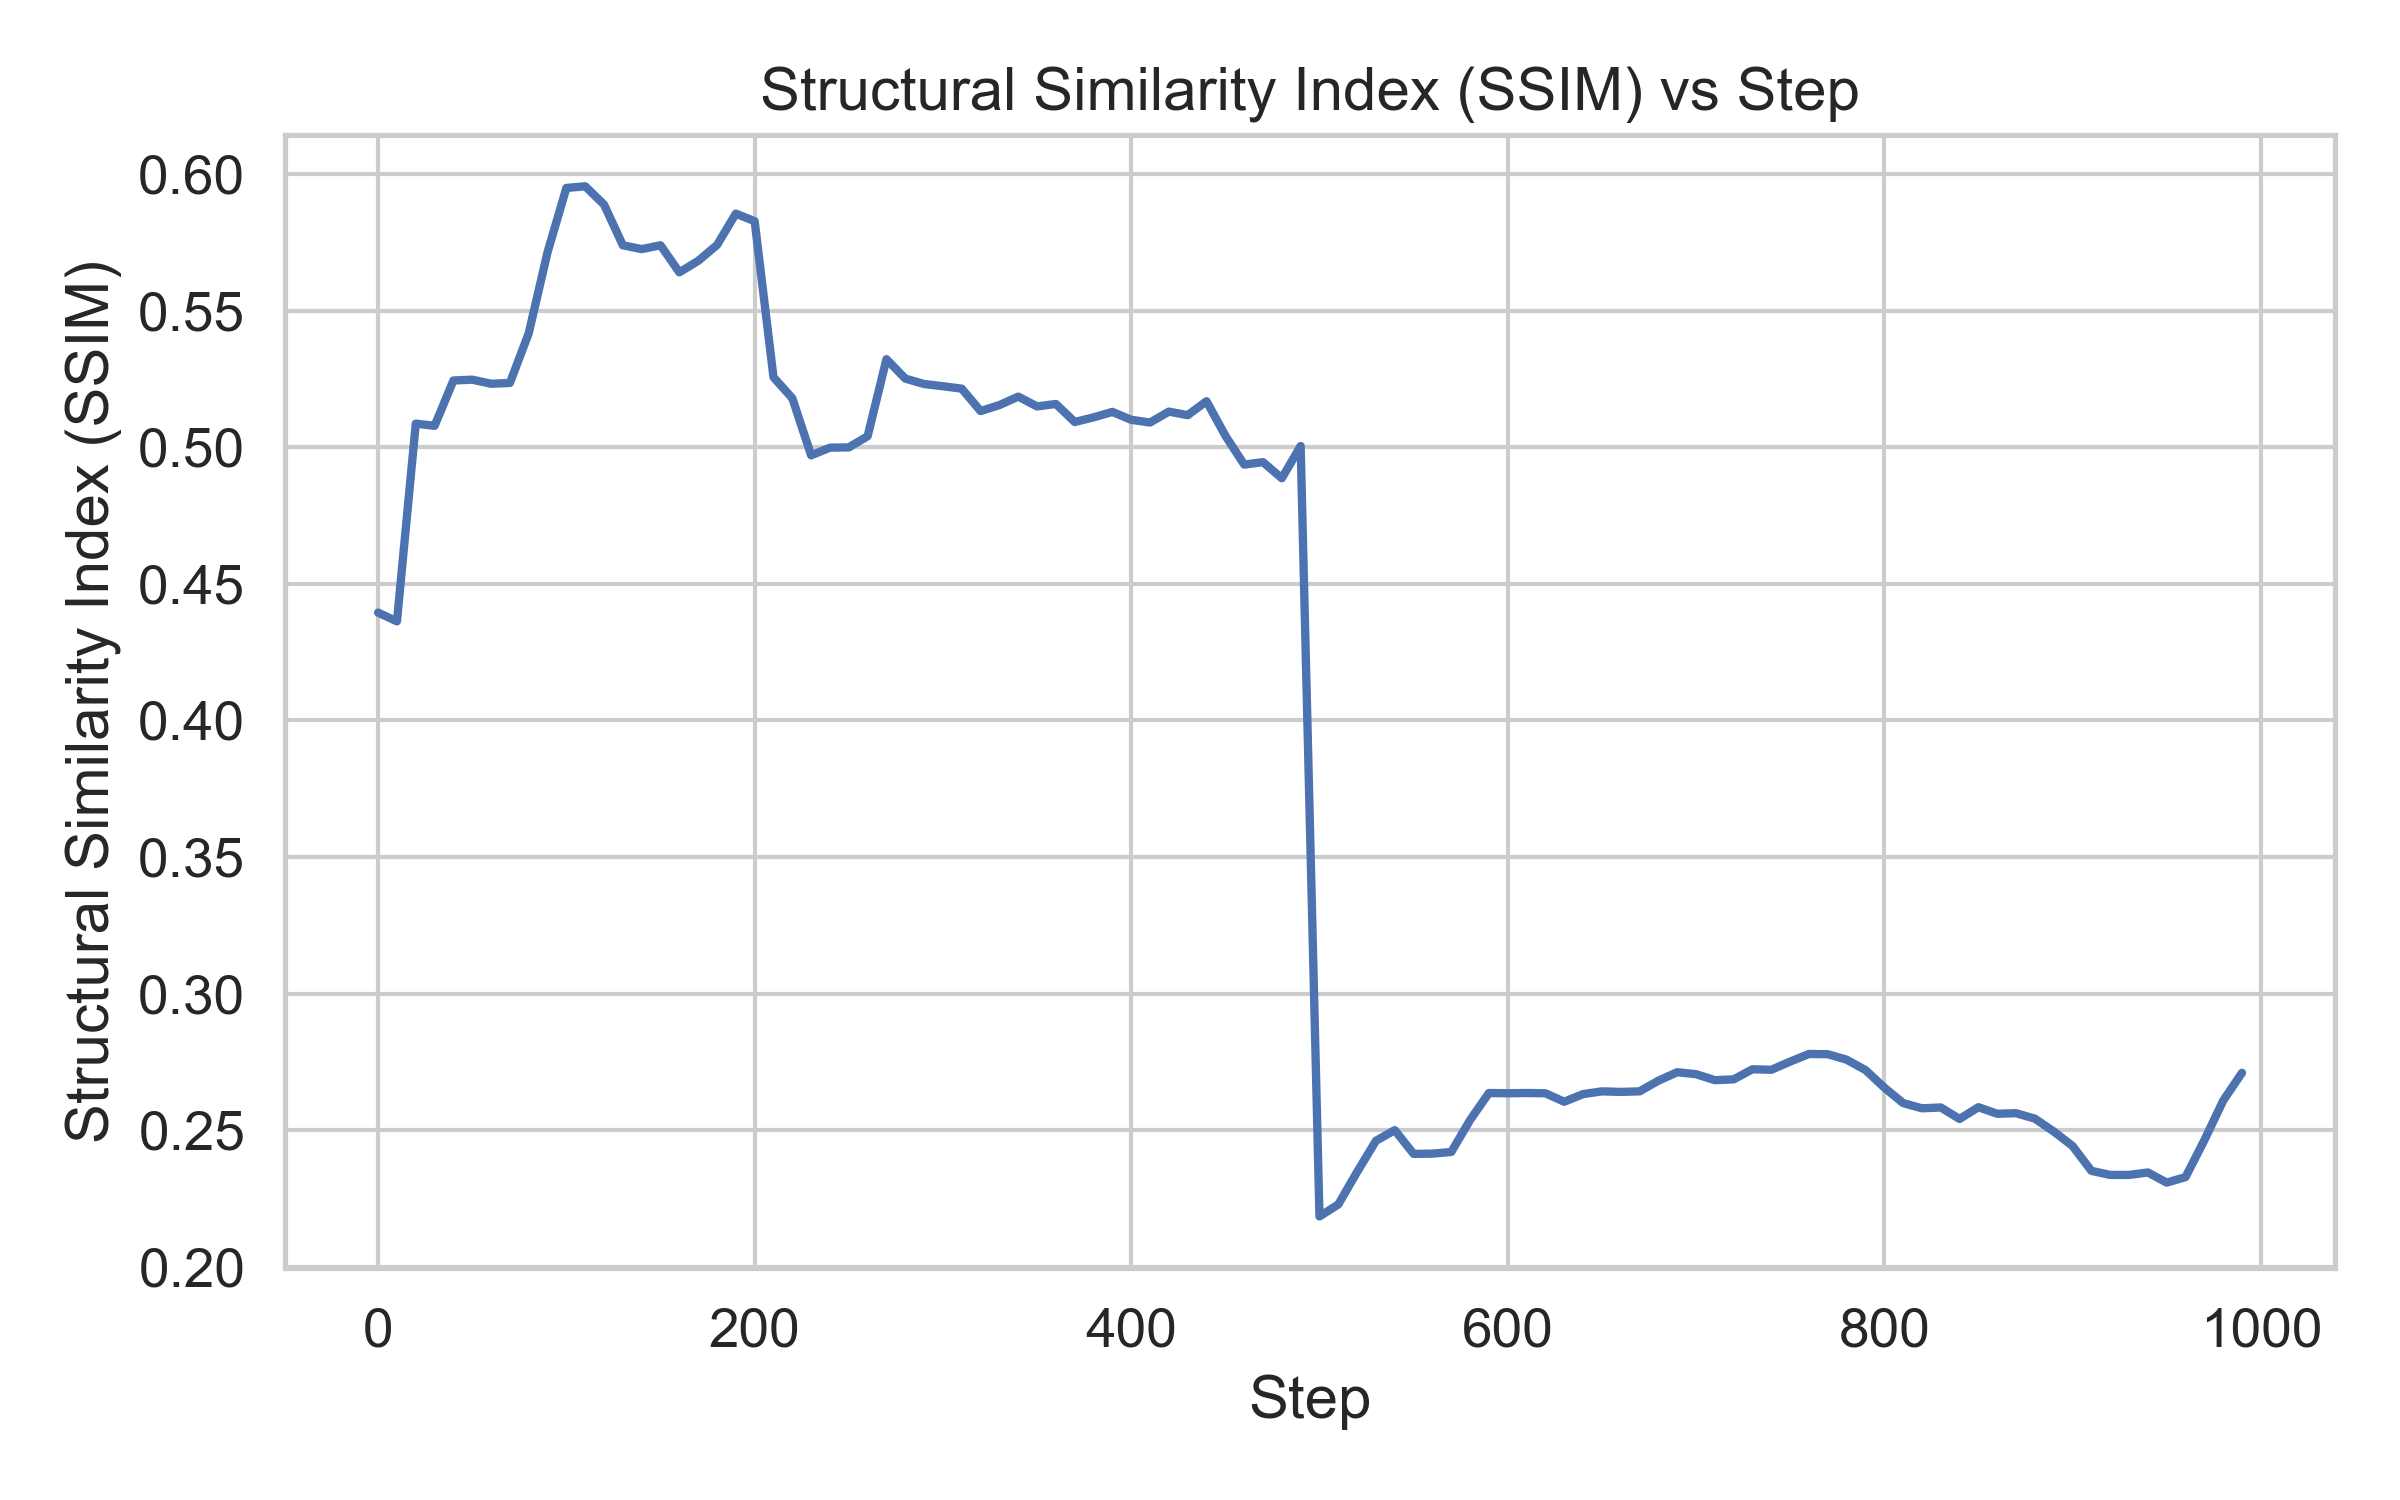 Structural Similarity Index (SSIM) vs Step
Structural Similarity Index (SSIM)
0.60
0.55
0.50
0.45
0.40
0.35
0.30
0.25
0.20
0 200 400 600 800 1000
Step